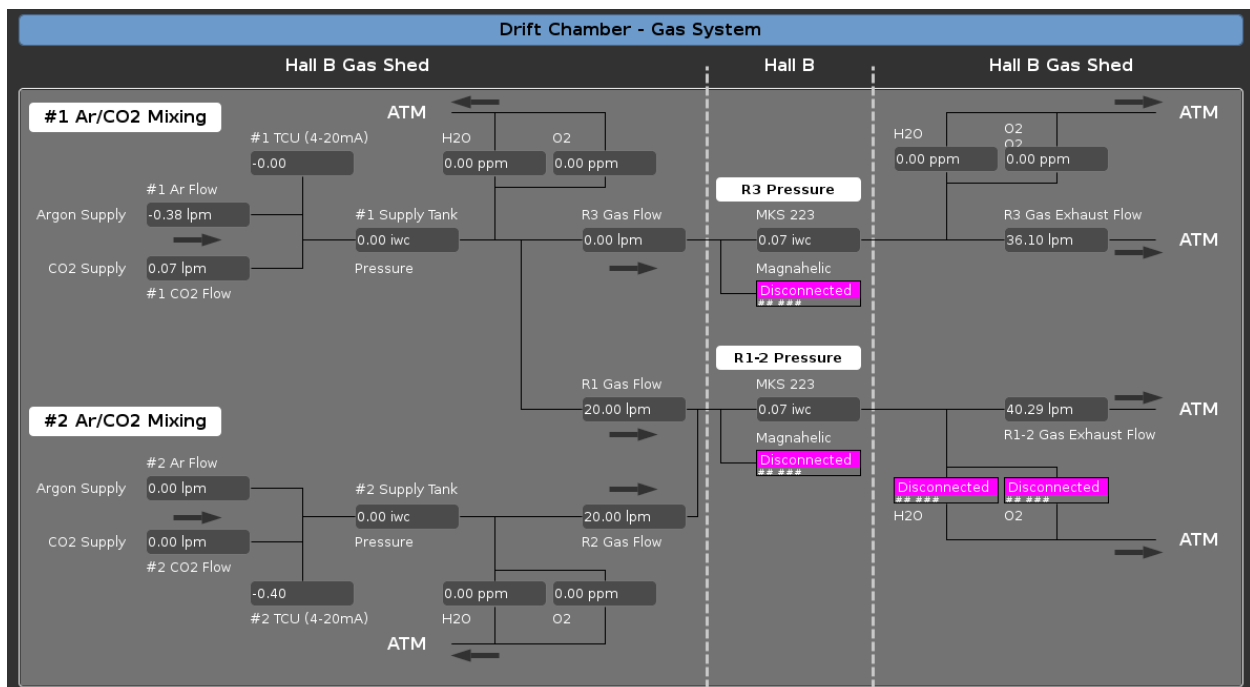 Drift Chamber - Gas System
Hall B Gas Shed
Hall B
Hall B Gas Shed
#1 Ar/CO2 Mixing
ATM
#1 TCU (4-20mA)
-0.00
H2O
0.00 ppm
O2
0.00 ppm
#1 Ar Flow
Argon Supply
-0.38 lpm
CO2 Supply
0.07 lpm
#1 CO2 Flow
#1 Supply Tank
0.00 iwc
Pressure
R3 Gas Flow
0.00 lpm
R3 Pressure
MKS 223
0.07 iwc
Magnahelic
Disconnected
## ###
H2O
0.00 ppm
O2
O2
0.00 ppm
ATM
R3 Gas Exhaust Flow
36.10 lpm
ATM
R1 Gas Flow
20.00 lpm
R1-2 Pressure
MKS 223
0.07 iwc
Magnahelic
Disconnected
## ###
40.29 lpm
ATM
R1-2 Gas Exhaust Flow
#2 Ar/CO2 Mixing
#2 Ar Flow
Argon Supply
0.00 lpm
CO2 Supply
0.00 lpm
#2 CO2 Flow
#2 Supply Tank
0.00 iwc
Pressure
20.00 lpm
R2 Gas Flow
-0.40
#2 TCU (4-20mA)
0.00 ppm
H2O
0.00 ppm
O2
ATM
Disconnected
## ###
H2O
Disconnected
## ###
O2
ATM